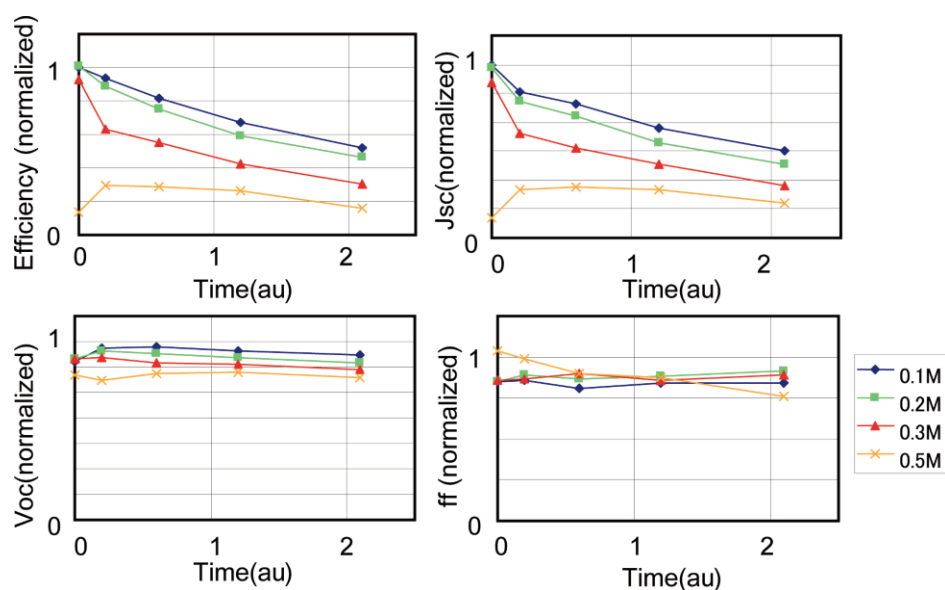 Efficiency (normalized)
1
0
0
1
2
Time(au)
Jsc(normalized)
1
0
0
1
2
Time(au)
Voc(normalized)
1
0
0
1
2
Time(au)
ff (normalized)
1
0
0
1
2
Time(au)
0.1M
0.2M
0.3M
0.5M